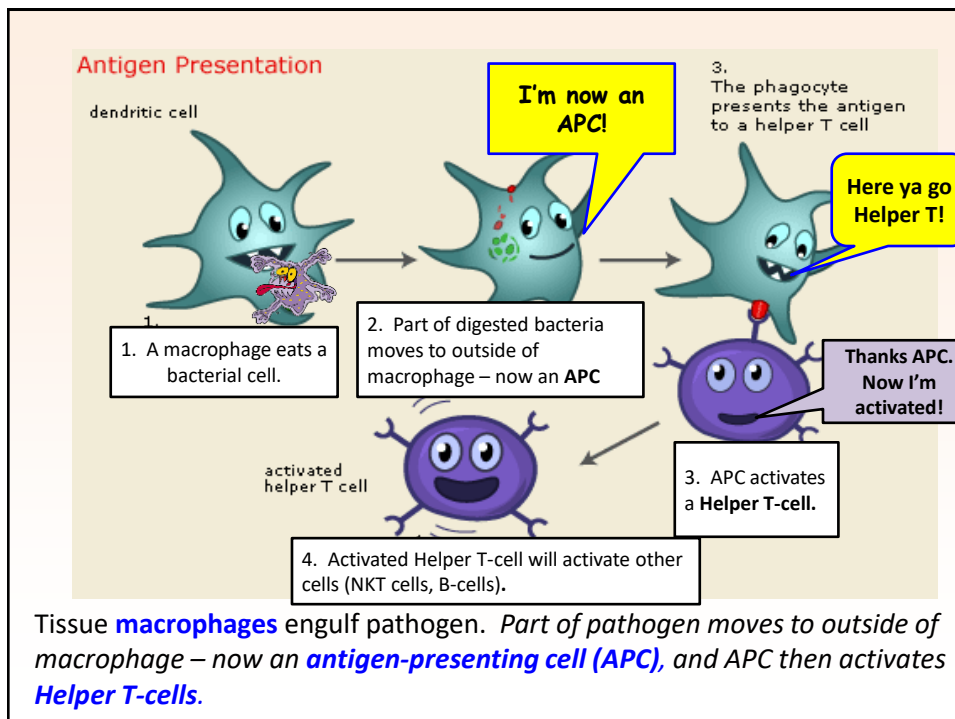 Antigen Presentation
dendritic cell
I'm now an
APC!
3.
The phagocyte
presents the antigen
to a helper T cell
Here ya go
Helper T!
1.
1. A macrophage eats a
bacterial cell.
2. Part of digested bacteria
moves to outside of
macrophage – now an APC
Thanks APC.
Now I'm
activated!
activated
helper T cell
3. APC activates
a Helper T-cell.
4. Activated Helper T-cell will activate other
cells (NKT cells, B-cells).
Tissue macrophages engulf pathogen. Part of pathogen moves to outside of
macrophage – now an antigen-presenting cell (APC), and APC then activates
Helper T-cells.